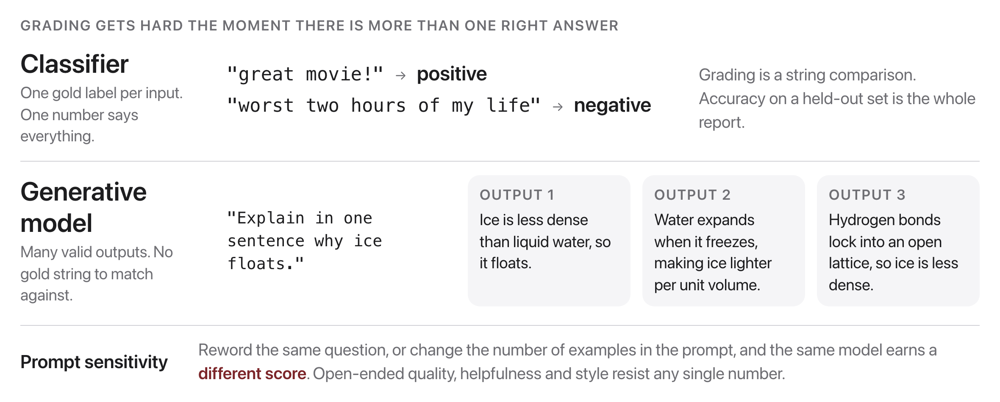 GRADING GETS HARD THE MOMENT THERE IS MORE THAN ONE RIGHT ANSWER
Classifier
One gold label per input.
One number says
everything.
"great movie!" → positive
"worst two hours of my life" → negative
Grading is a string comparison.
Accuracy on a held-out set is the whole
report.
Generative
model
Many valid outputs. No
gold string to match
against.
"Explain in one
sentence why ice
floats."
OUTPUT 1
Ice is less dense
than liquid water, so
it floats.
OUTPUT 2
Water expands
when it freezes,
making ice lighter
per unit volume.
OUTPUT 3
Hydrogen bonds
lock into an open
lattice, so ice is less
dense.
Prompt sensitivity
Reword the same question, or change the number of examples in the prompt, and the same model earns a
different score. Open-ended quality, helpfulness and style resist any single number.